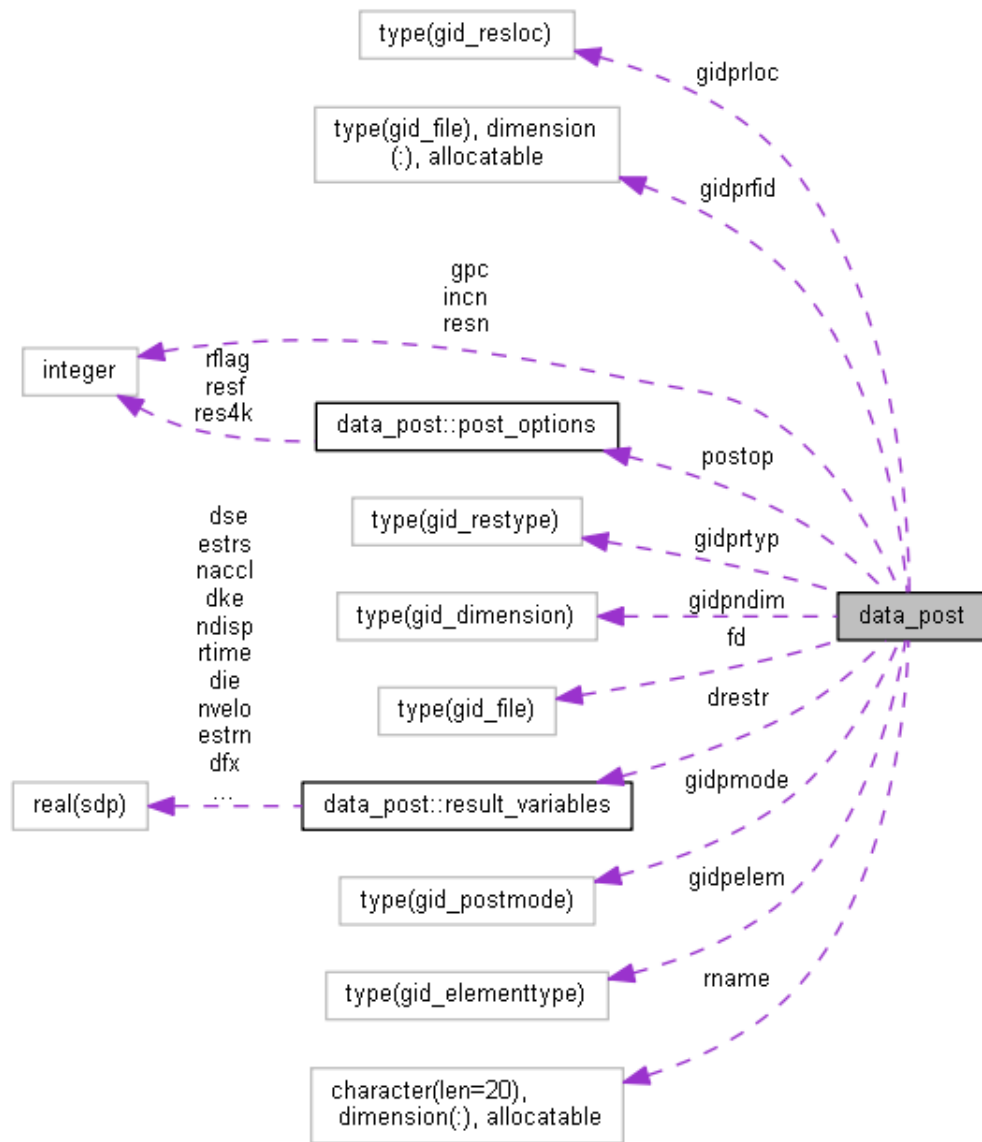 type(gid_resloc)
gidprloc
type(gid_file), dimension
(:), allocatable
gidprfid
gpc
incn
resn
integer
rflag
resf
res4k
data_post::post_options
postop
type(gid_restype)
gidprtyp
type(gid_dimension)
gidpndim
data_post
fd
type(gid_file)
drestr
dse
estrs
naccl
dke
ndisp
rtime
die
nvelo
estrn
dfx
...
real(sdp)
data_post::result_variables
gidpmode
type(gid_postmode)
gidpelem
type(gid_elementtype)
rname
character(len=20),
dimension(:), allocatable